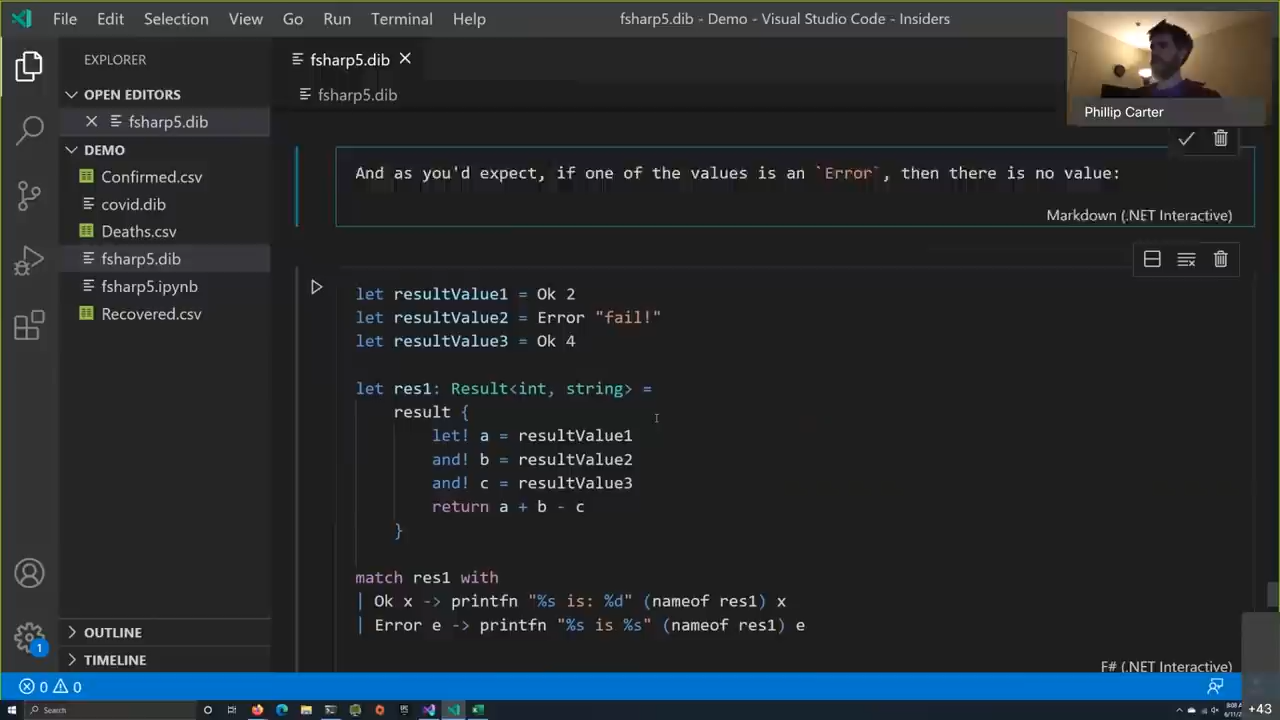 File Edit Selection View Go Run Terminal Help
fsharp5.dib - Demo - Visual Studio Code - Insiders
EXPLORER
OPEN EDITORS
fsharp5.dib
DEMO
Confirmed.csv
covid.dib
Deaths.csv
fsharp5.dib
fsharp5.ipynb
Recovered.csv
OUTLINE
TIMELINE
1
fsharp5.dib
fsharp5.dib
Phillip Carter
And as you'd expect, if one of the values is an `Error`, then there is no value:
Markdown (.NET Interactive)
let resultValue1 = Ok 2
let resultValue2 = Error "fail!"
let resultValue3 = Ok 4
let res1: Result<int, string> =
result {
let! a = resultValue1
and! b = resultValue2
and! c = resultValue3
return a + b - c
}
match res1 with
| Ok x -> printfn "%s is: %d" (nameof res1) x
| Error e -> printfn "%s is %s" (nameof res1) e
F# (.NET Interactive)
0 0
Search
+43